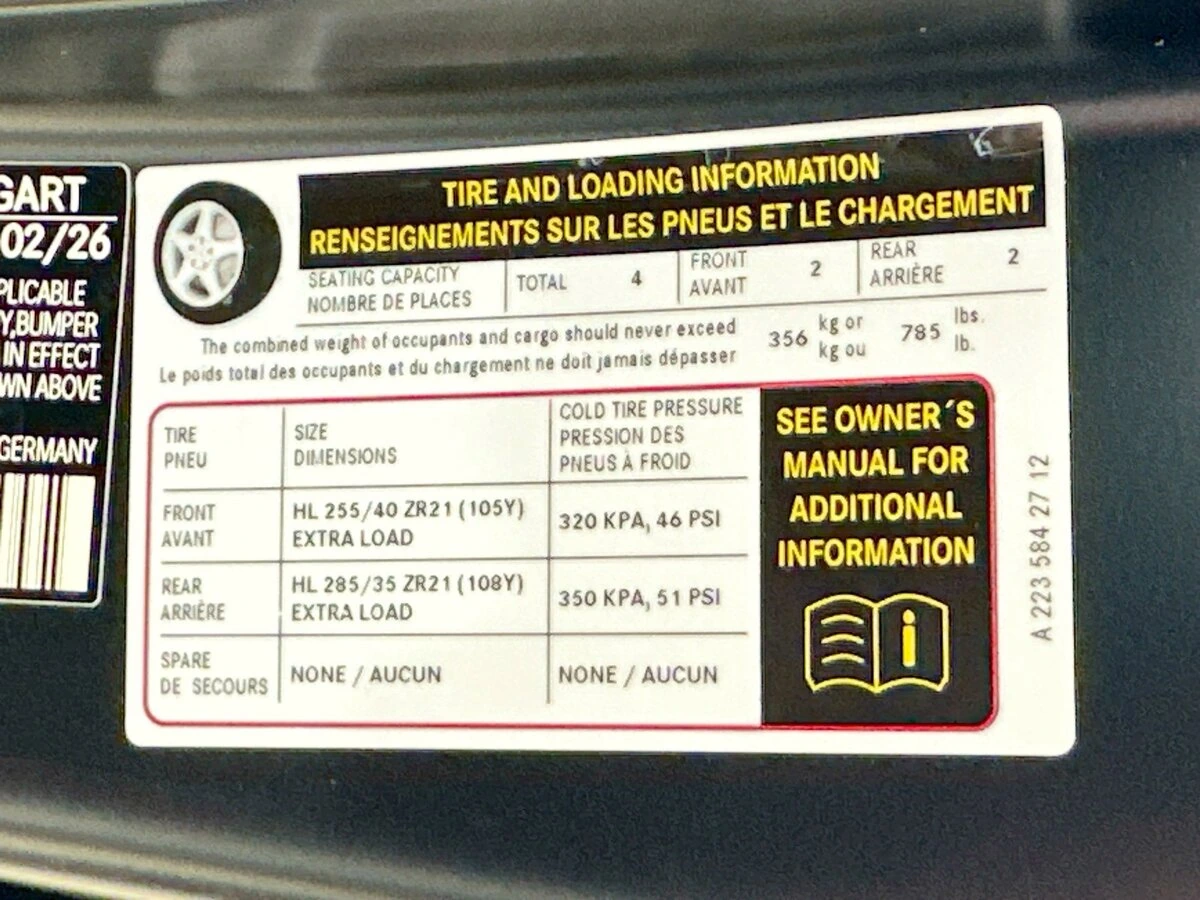 GART
02/26
PLICABLE
Y,BUMPER
IN EFFECT
WN ABOVE
GERMANY
TIRE AND LOADING INFORMATION
RENSEIGNEMENTS SUR LES PNEUS ET LE CHARGEMENT
SEATING CAPACITY
NOMBRE DE PLACES
TOTAL 4
FRONT
AVANT
2
REAR
ARRIÈRE
2
The combined weight of occupants and cargo should never exceed
Le poids total des occupants et du chargement ne doit jamais dépasser
356
kg or
kg ou
785
lbs.
lb.
TIRE
PNEU
SIZE
DIMENSIONS
COLD TIRE PRESSURE
PRESSION DES
PNEUS À FROID
FRONT
AVANT
HL 255/40 ZR21 (105Y)
EXTRA LOAD
320 KPA, 46 PSI
REAR
ARRIÈRE
HL 285/35 ZR21 (108Y)
EXTRA LOAD
350 KPA, 51 PSI
SPARE
DE SECOURS
NONE / AUCUN
NONE / AUCUN
SEE OWNER´S
MANUAL FOR
ADDITIONAL
INFORMATION
i
A 223 584 27 12